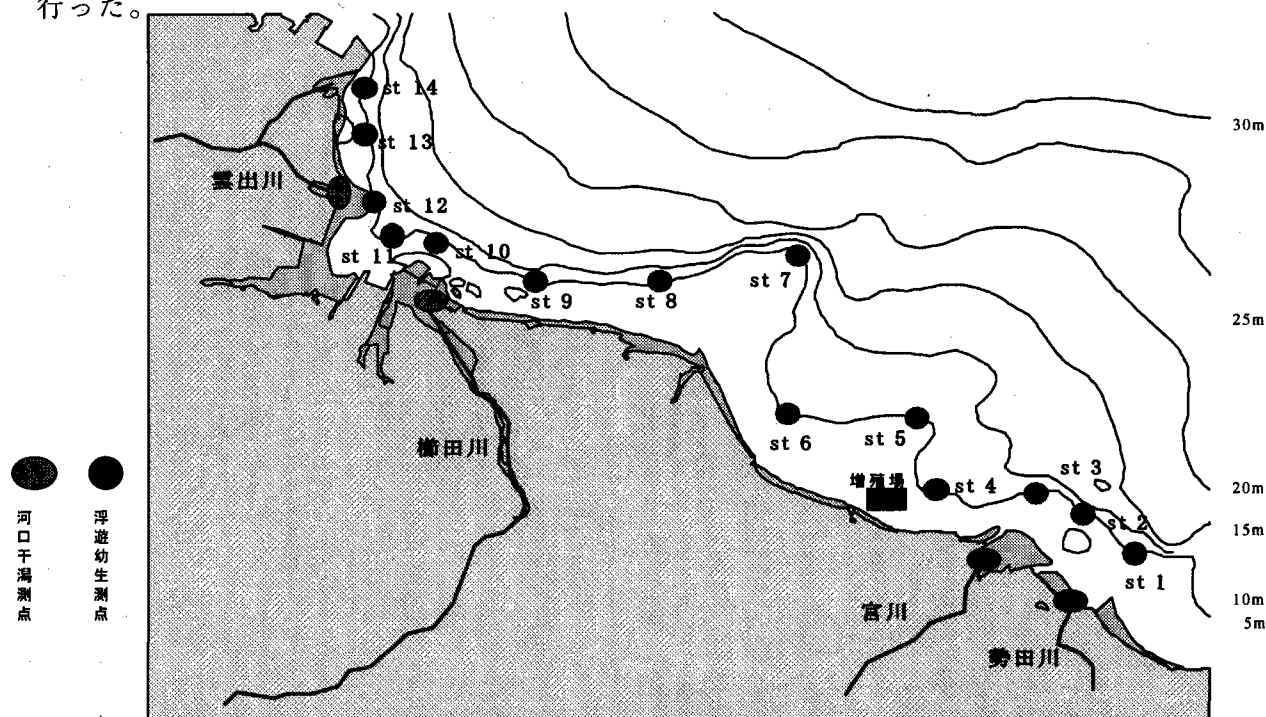 行った。
st 14
st 13
雲出川
st 12
st 11
st 10
st 9
st 8
st 7
30m
25m
櫛田川
st 6
st 5
増殖場
st 4
st 3
st 2
st 1
20m
15m
10m
5m
宮川
勢田川
河口干潟測点
浮遊幼生測点